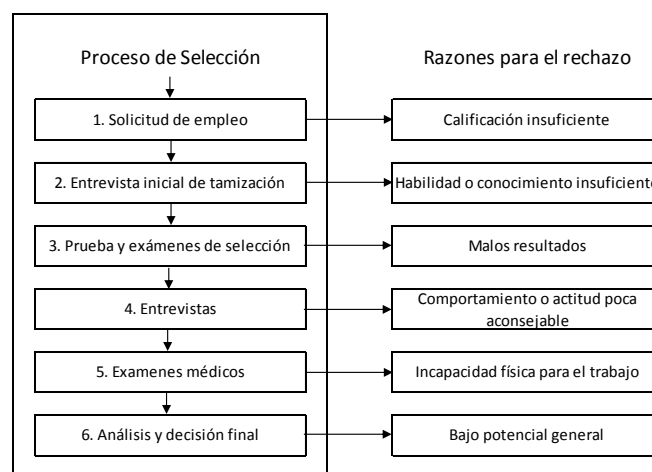 Proceso de Selección
Razones para el rechazo
1. Solicitud de empleo
Calificación insuficiente
2. Entrevista inicial de tamización
Habilidad o conocimiento insuficiente
3. Prueba y exámenes de selección
Malos resultados
4. Entrevistas
Comportamiento o actitud poca
aconsejable
5. Examenes médicos
Incapacidad física para el trabajo
6. Análisis y decisión final
Bajo potencial general